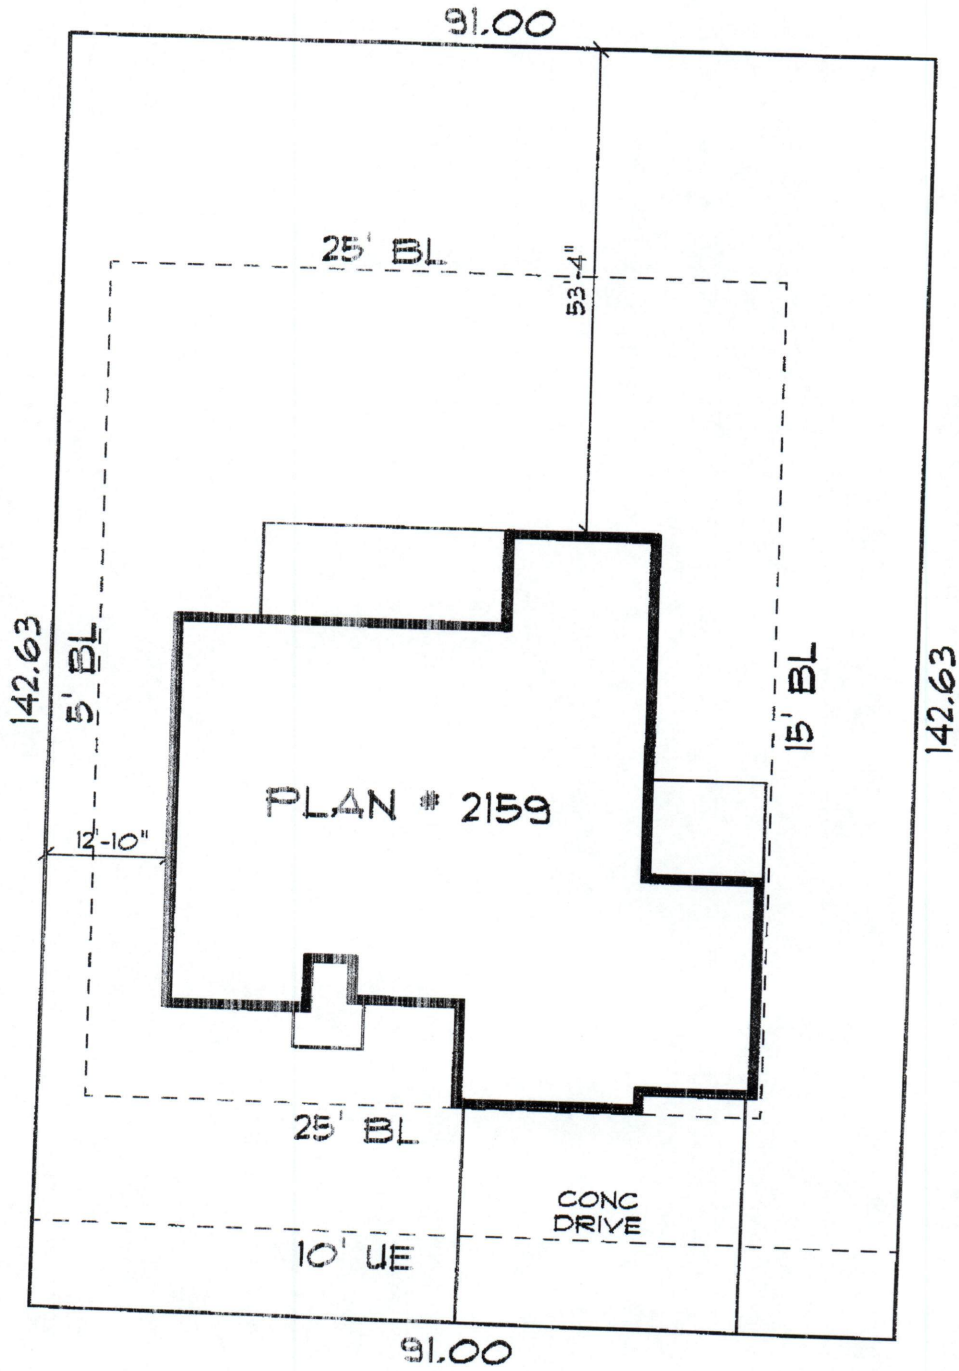 91.00
25' BL
53'-4"
142.63
5' BL
15' BL
142.63
PLAN # 2159
12'-10"
25' BL
CONC
DRIVE
10' UE
91.00